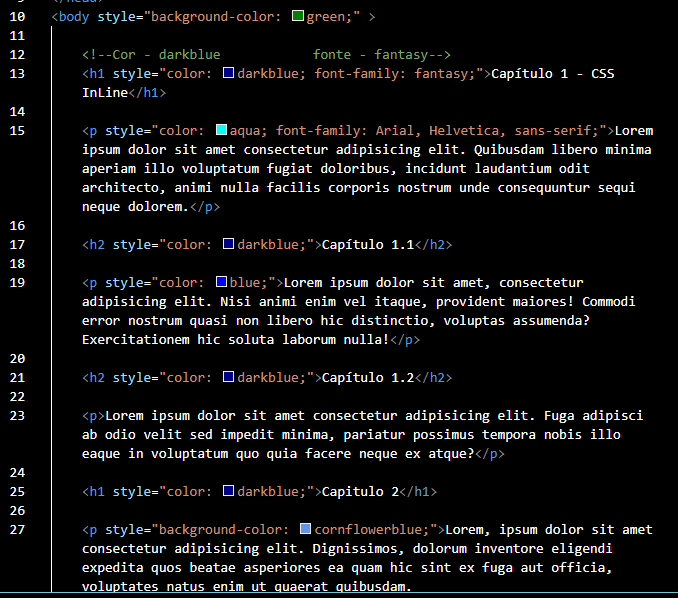 10 <body style="background-color: green;" >
11
12 <!--Cor - darkblue            fonte - fantasy-->
13 <h1 style="color: darkblue; font-family: fantasy;">Capítulo 1 - CSS
InLine</h1>
14
15 <p style="color: aqua; font-family: Arial, Helvetica, sans-serif;">Lorem
ipsum dolor sit amet consectetur adipisicing elit. Quibusdam libero minima
aperiam illo voluptatum fugiat doloribus, incidunt laudantium odit
architecto, animi nulla facilis corporis nostrum unde consequuntur sequi
neque dolorem.</p>
16
17 <h2 style="color: darkblue;">Capítulo 1.1</h2>
18
19 <p style="color: blue;">Lorem ipsum dolor sit amet, consectetur
adipisicing elit. Nisi animi enim vel itaque, provident maiores! Commodi
error nostrum quasi non libero hic distinctio, voluptas assumenda?
Exercitationem hic soluta laborum nulla!</p>
20
21 <h2 style="color: darkblue;">Capítulo 1.2</h2>
22
23 <p>Lorem ipsum dolor sit amet consectetur adipisicing elit. Fuga adipisci
ab odio velit sed impedit minima, pariatur possimus tempora nobis illo
eaque in voluptatum quo quia facere neque ex atque?</p>
24
25 <h1 style="color: darkblue;">Capitulo 2</h1>
26
27 <p style="background-color: cornflowerblue;">Lorem, ipsum dolor sit amet
consectetur adipisicing elit. Dignissimos, dolorum inventore eligendi
expedita quos beatae asperiores ea quam hic sint ex fuga aut officia,
voluptates natus enim ut quaerat quibusdam.